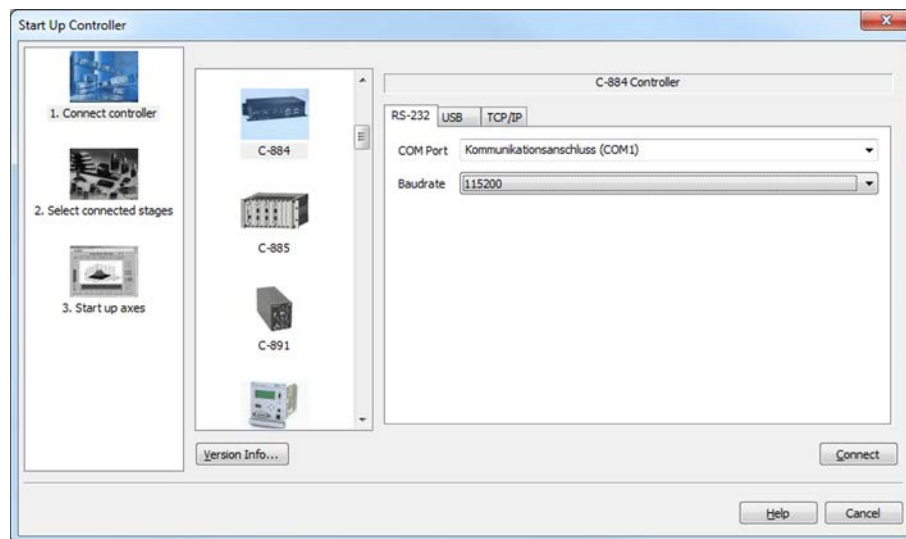 Start Up Controller
1. Connect controller
2. Select connected stages
3. Start up axes
C-884
C-885
C-891
Version Info...
C-884 Controller
RS-232 USB TCP/IP
COM Port Kommunikationsanschluss (COM1)
Baudrate 115200
Connect
Help Cancel